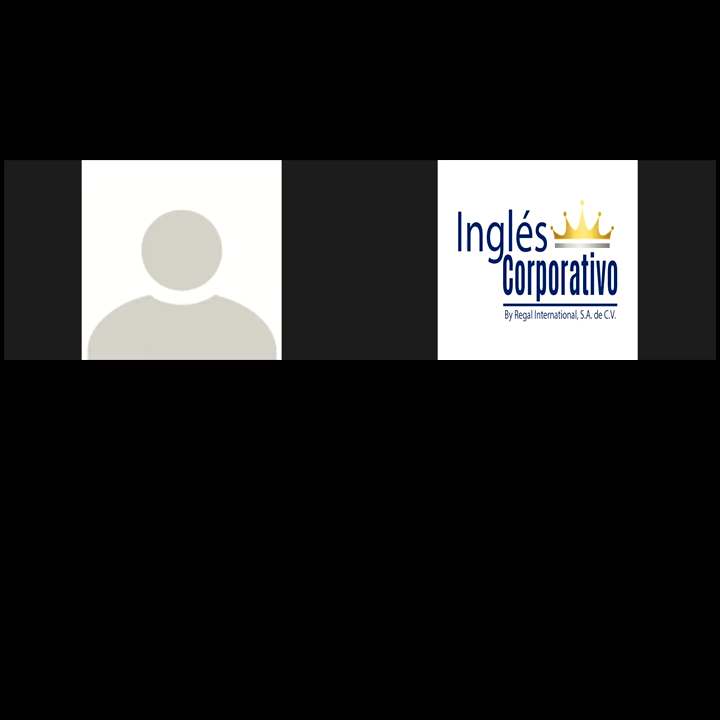 Inglés
Corporativo
By Regal International, S.A. de C.V.